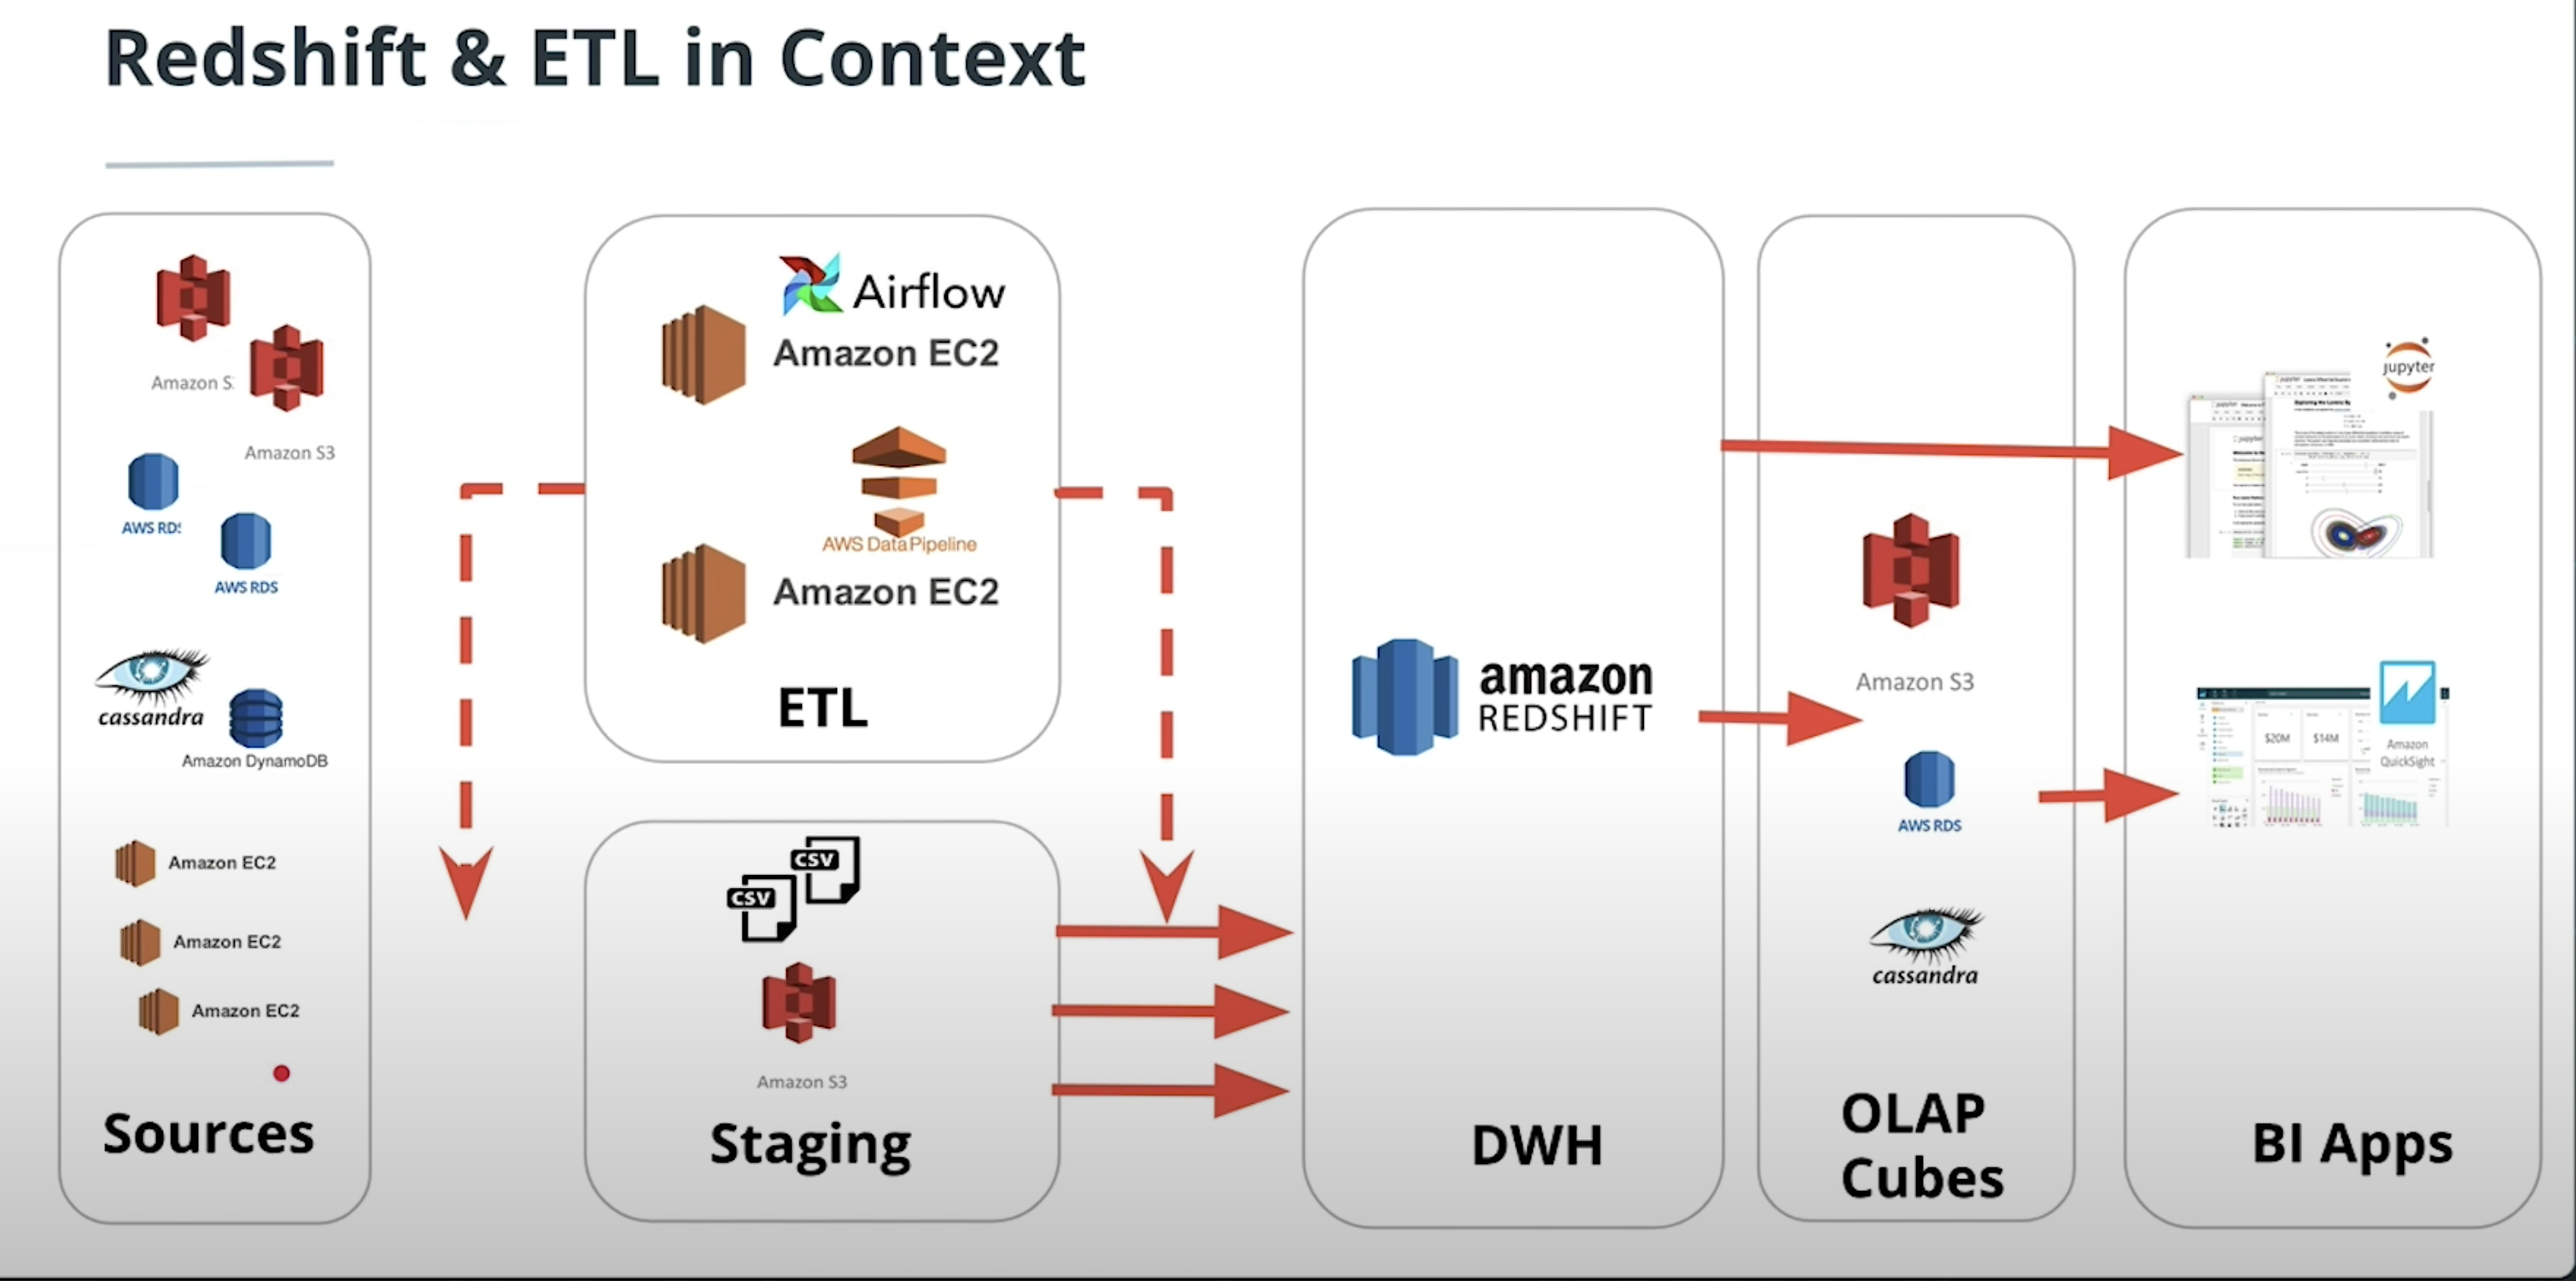 Redshift & ETL in Context
Amazon S
Amazon S3
AWS RDS
AWS RDS
cassandra
Amazon DynamoDB
Amazon EC2
Amazon EC2
Amazon EC2
Sources
Airflow
Amazon EC2
AWS Data Pipeline
Amazon EC2
ETL
CSV
CSV
Amazon S3
Staging
amazon
REDSHIFT
DWH
Amazon S3
AWS RDS
cassandra
OLAP
Cubes
jupyter
$20M
$14M
Amazon
QuickSight
BI Apps